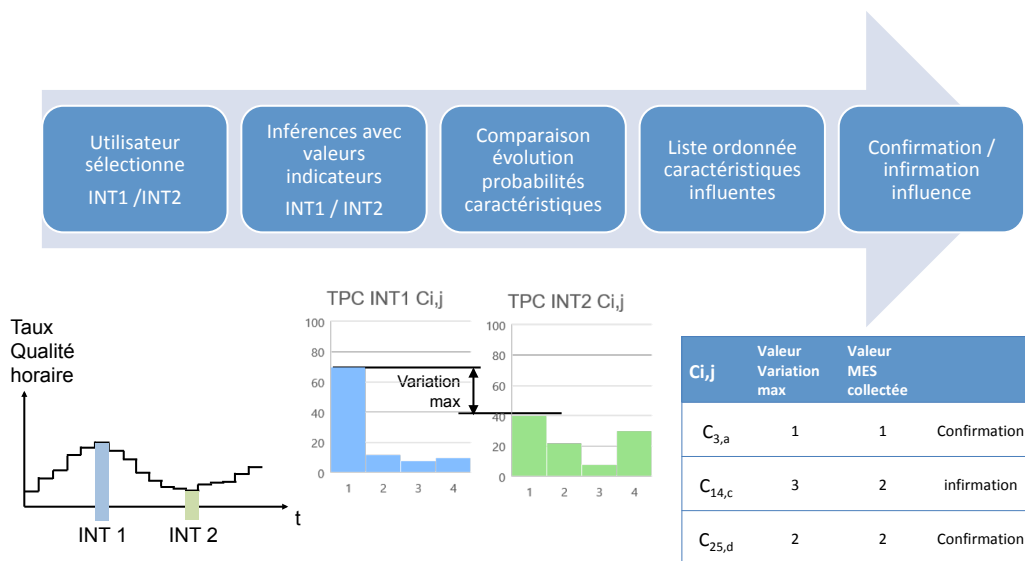 Utilisateur
sélectionne
INT1 /INT2
Inférences avec
valeurs
indicateurs
INT1 / INT2
Comparaison
évolution
probabilités
caractéristiques
Liste ordonnée
caractéristiques
influentes
Confirmation /
infirmation
influence
Taux
Qualité
horaire
INT 1
INT 2
t
TPC INT1 Ci,j
100
80
60
40
20
0
1 2 3 4
Variation
max
TPC INT2 Ci,j
100
80
60
40
20
0
1 2 3 4
Ci,j
Valeur
Variation
max
Valeur
MES
collectée
C3,a 1 1 Confirmation
C14,c 3 2 infirmation
C25,d 2 2 Confirmation